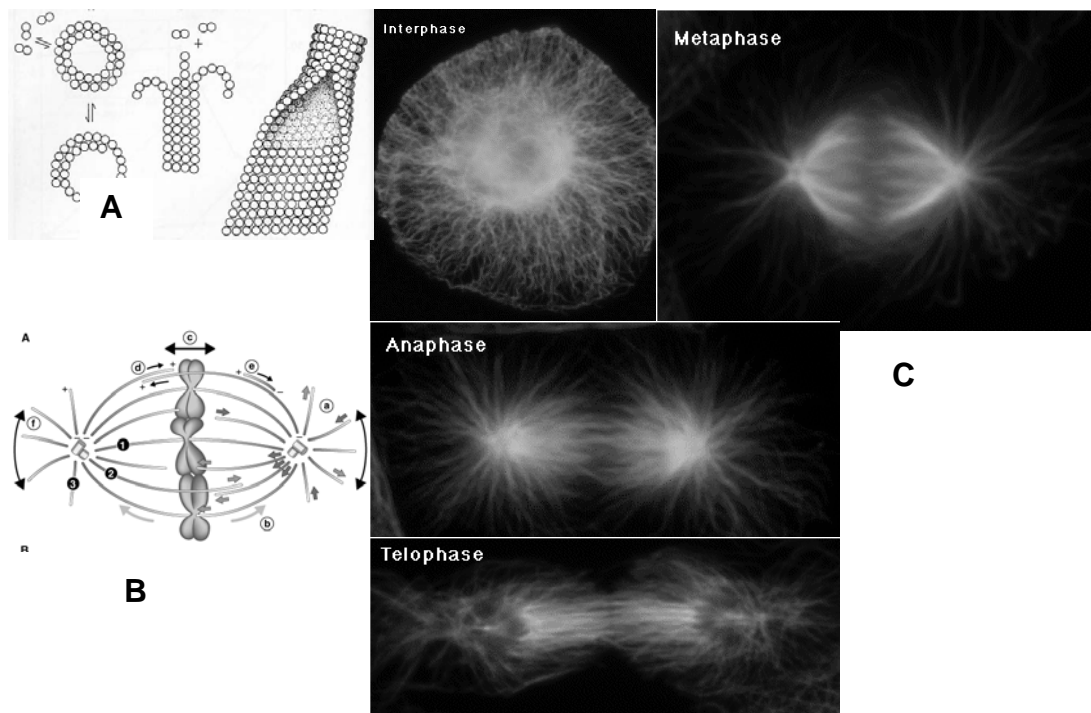 Interphase
Metaphase
+
A
A
c
d
+
+
e
+
-
a
+
f
- -
-
1
2
3
b
B
B
Anaphase
C
Telophase